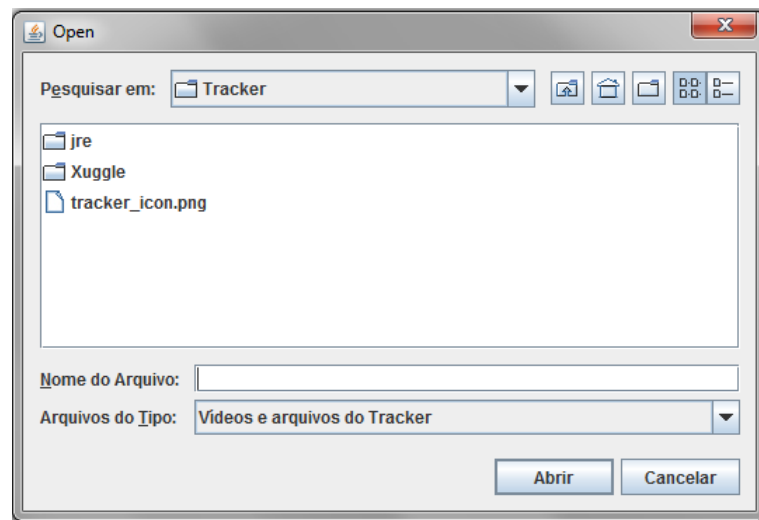 Open
Pesquisar em: Tracker
jre
Xuggle
tracker_icon.png
Nome do Arquivo:
Arquivos do Tipo: Vídeos e arquivos do Tracker
Abrir Cancelar